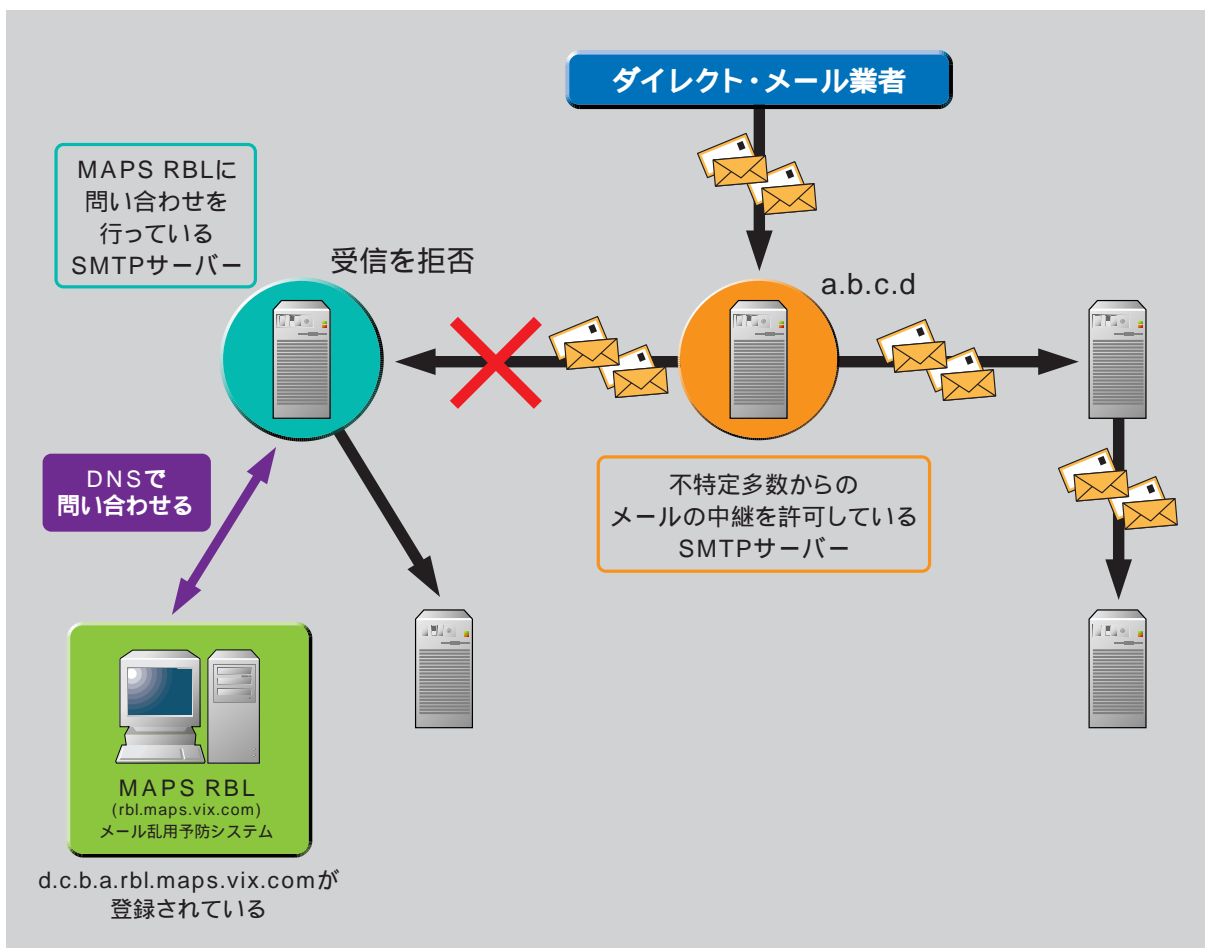 ダイレクト・メール業者
MAPS RBLに
問い合わせを
行っている
SMTPサーバー
受信を拒否
a.b.c.d
DNSで
問い合わせる
不特定多数からの
メールの中継を許可している
SMTPサーバー
MAPS RBL
(rbl.maps.vix.com)
メール乱用予防システム
d.c.b.a.rbl.maps.vix.comが
登録されている